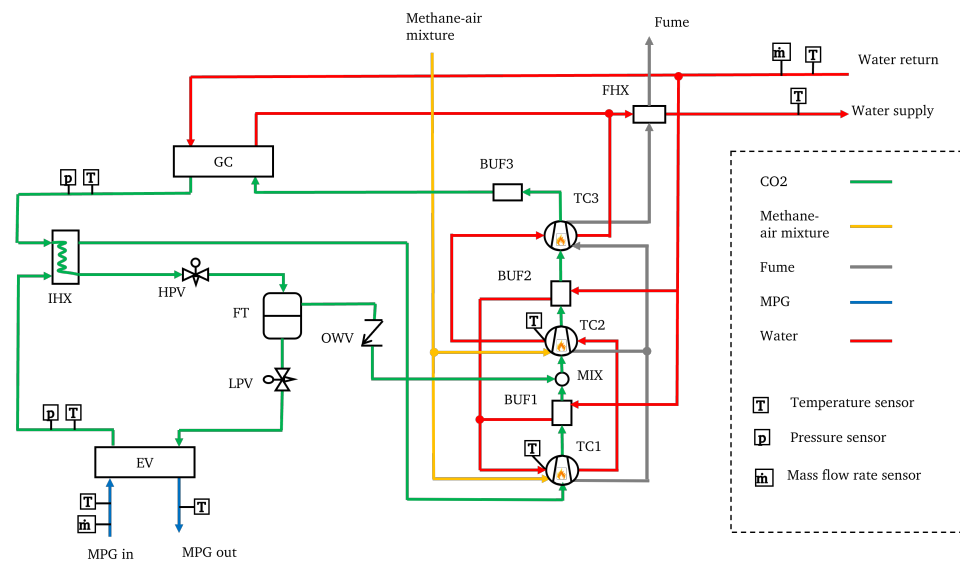 Methane-air
mixture
Fume
ṁ
T
Water return
FHX
T
Water supply
GC
BUF3
p
T
CO2
TC3
Methane-
air mixture
IHX
HPV
BUF2
Fume
FT
MPG
T
TC2
OWV
Water
MIX
LPV
BUF1
p
T
T
Temperature sensor
T
TC1
p
Pressure sensor
EV
ṁ
Mass flow rate sensor
T
T
ṁ
MPG in
MPG out